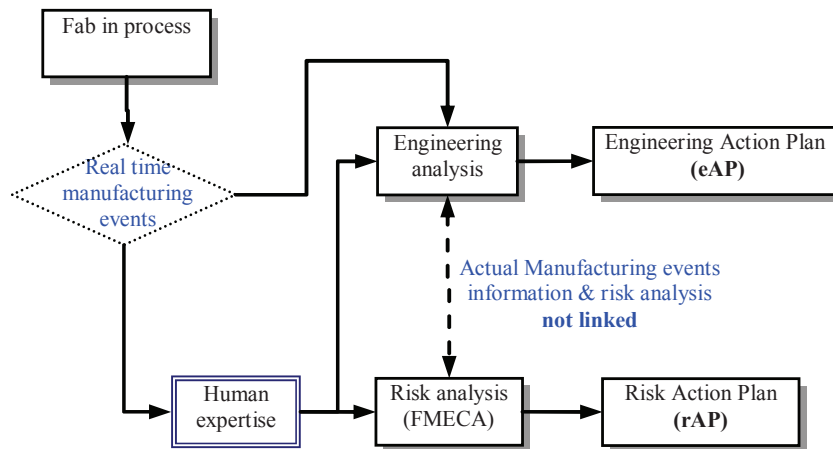 Fab in process
Real time
manufacturing
events
Engineering
analysis
Engineering Action Plan
(eAP)
Actual Manufacturing events
information & risk analysis
not linked
Human
expertise
Risk analysis
(FMECA)
Risk Action Plan
(rAP)